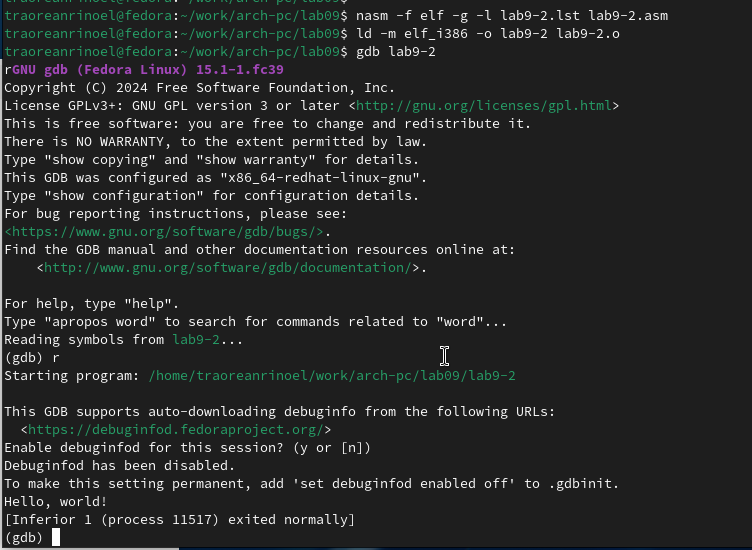 traoreanrinoel@fedora:~/work/arch-pc/lab09$ nasm -f elf -g -l lab9-2.lst lab9-2.asm
traoreanrinoel@fedora:~/work/arch-pc/lab09$ ld -m elf_i386 -o lab9-2 lab9-2.o
traoreanrinoel@fedora:~/work/arch-pc/lab09$ gdb lab9-2
rGNU gdb (Fedora Linux) 15.1-1.fc39
Copyright (C) 2024 Free Software Foundation, Inc.
License GPLv3+: GNU GPL version 3 or later <http://gnu.org/licenses/gpl.html>
This is free software: you are free to change and redistribute it.
There is NO WARRANTY, to the extent permitted by law.
Type "show copying" and "show warranty" for details.
This GDB was configured as "x86_64-redhat-linux-gnu".
Type "show configuration" for configuration details.
For bug reporting instructions, please see:
<https://www.gnu.org/software/gdb/bugs/>.
Find the GDB manual and other documentation resources online at:
    <http://www.gnu.org/software/gdb/documentation/>.

For help, type "help".
Type "apropos word" to search for commands related to "word"...
Reading symbols from lab9-2...
(gdb) r
Starting program: /home/traoreanrinoel/work/arch-pc/lab09/lab9-2

This GDB supports auto-downloading debuginfo from the following URLs:
  <https://debuginfod.fedoraproject.org/>
Enable debuginfod for this session? (y or [n])
Debuginfod has been disabled.
To make this setting permanent, add 'set debuginfod enabled off' to .gdbinit.
Hello, world!
[Inferior 1 (process 11517) exited normally]
(gdb)